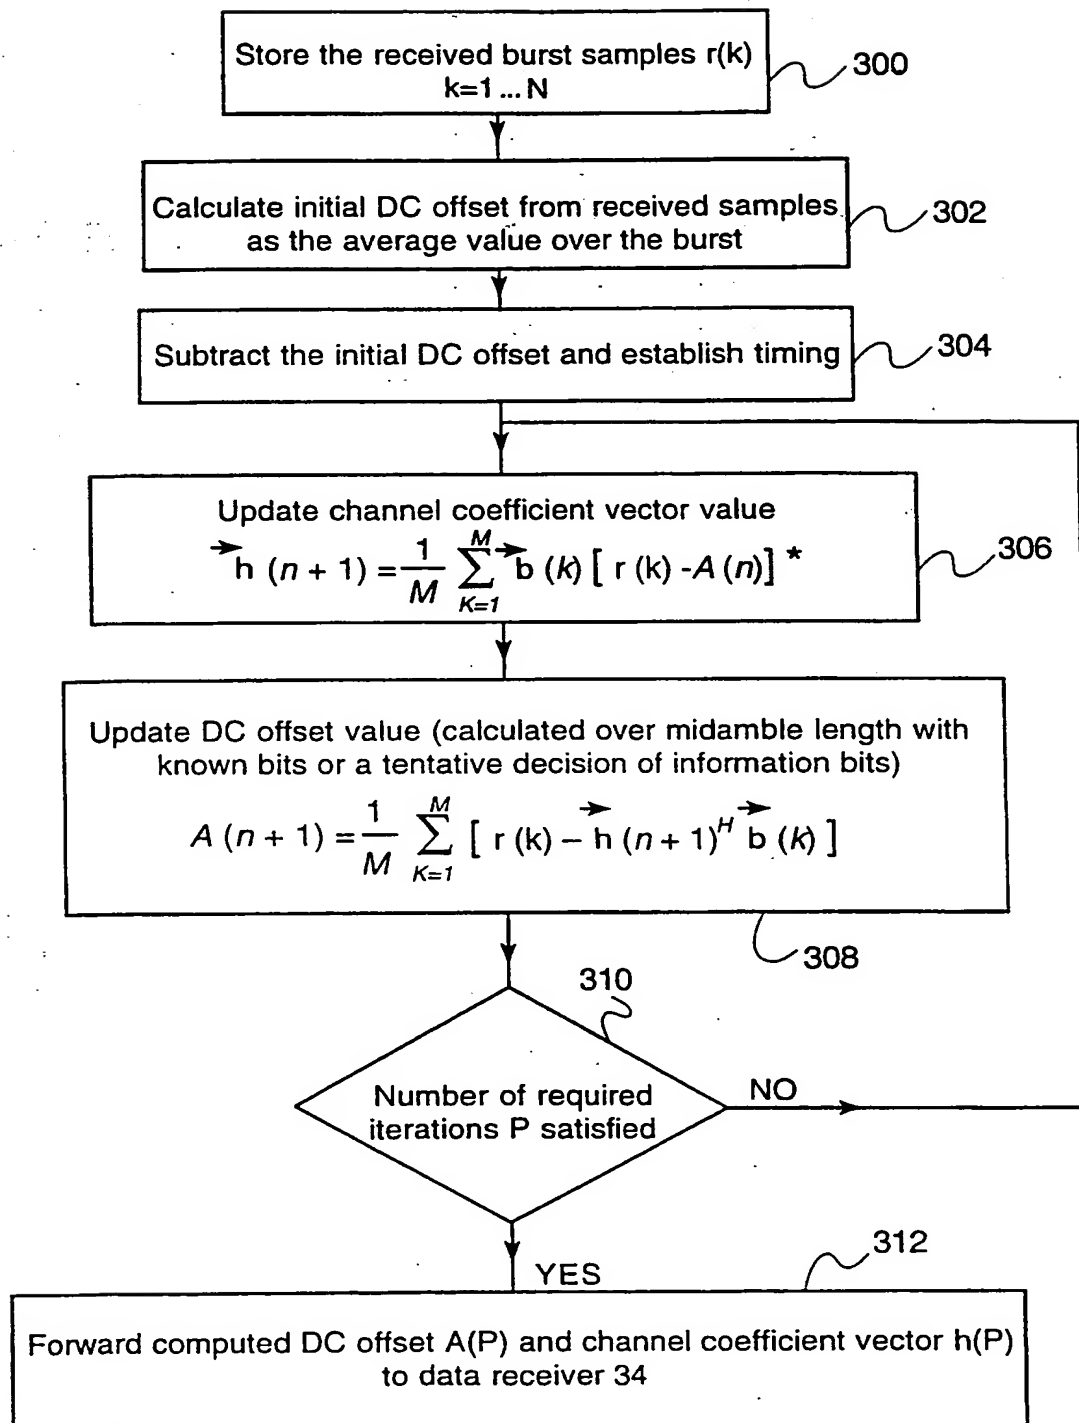 Store the received burst samples r(k)
k=1 ... N
300
Calculate initial DC offset from received samples
as the average value over the burst
302
Subtract the initial DC offset and establish timing
304
Update channel coefficient vector value
h⃗ (n + 1) = 1/M ∑_{K=1}^{M} b⃗ (k) [ r (k) -A (n)] *
306
Update DC offset value (calculated over midamble length with
known bits or a tentative decision of information bits)
A (n + 1) = 1/M ∑_{K=1}^{M} [ r (k) – h⃗ (n + 1)^H b⃗ (k) ]
308
310
Number of required
iterations P satisfied
NO
YES
312
Forward computed DC offset A(P) and channel coefficient vector h(P)
to data receiver 34